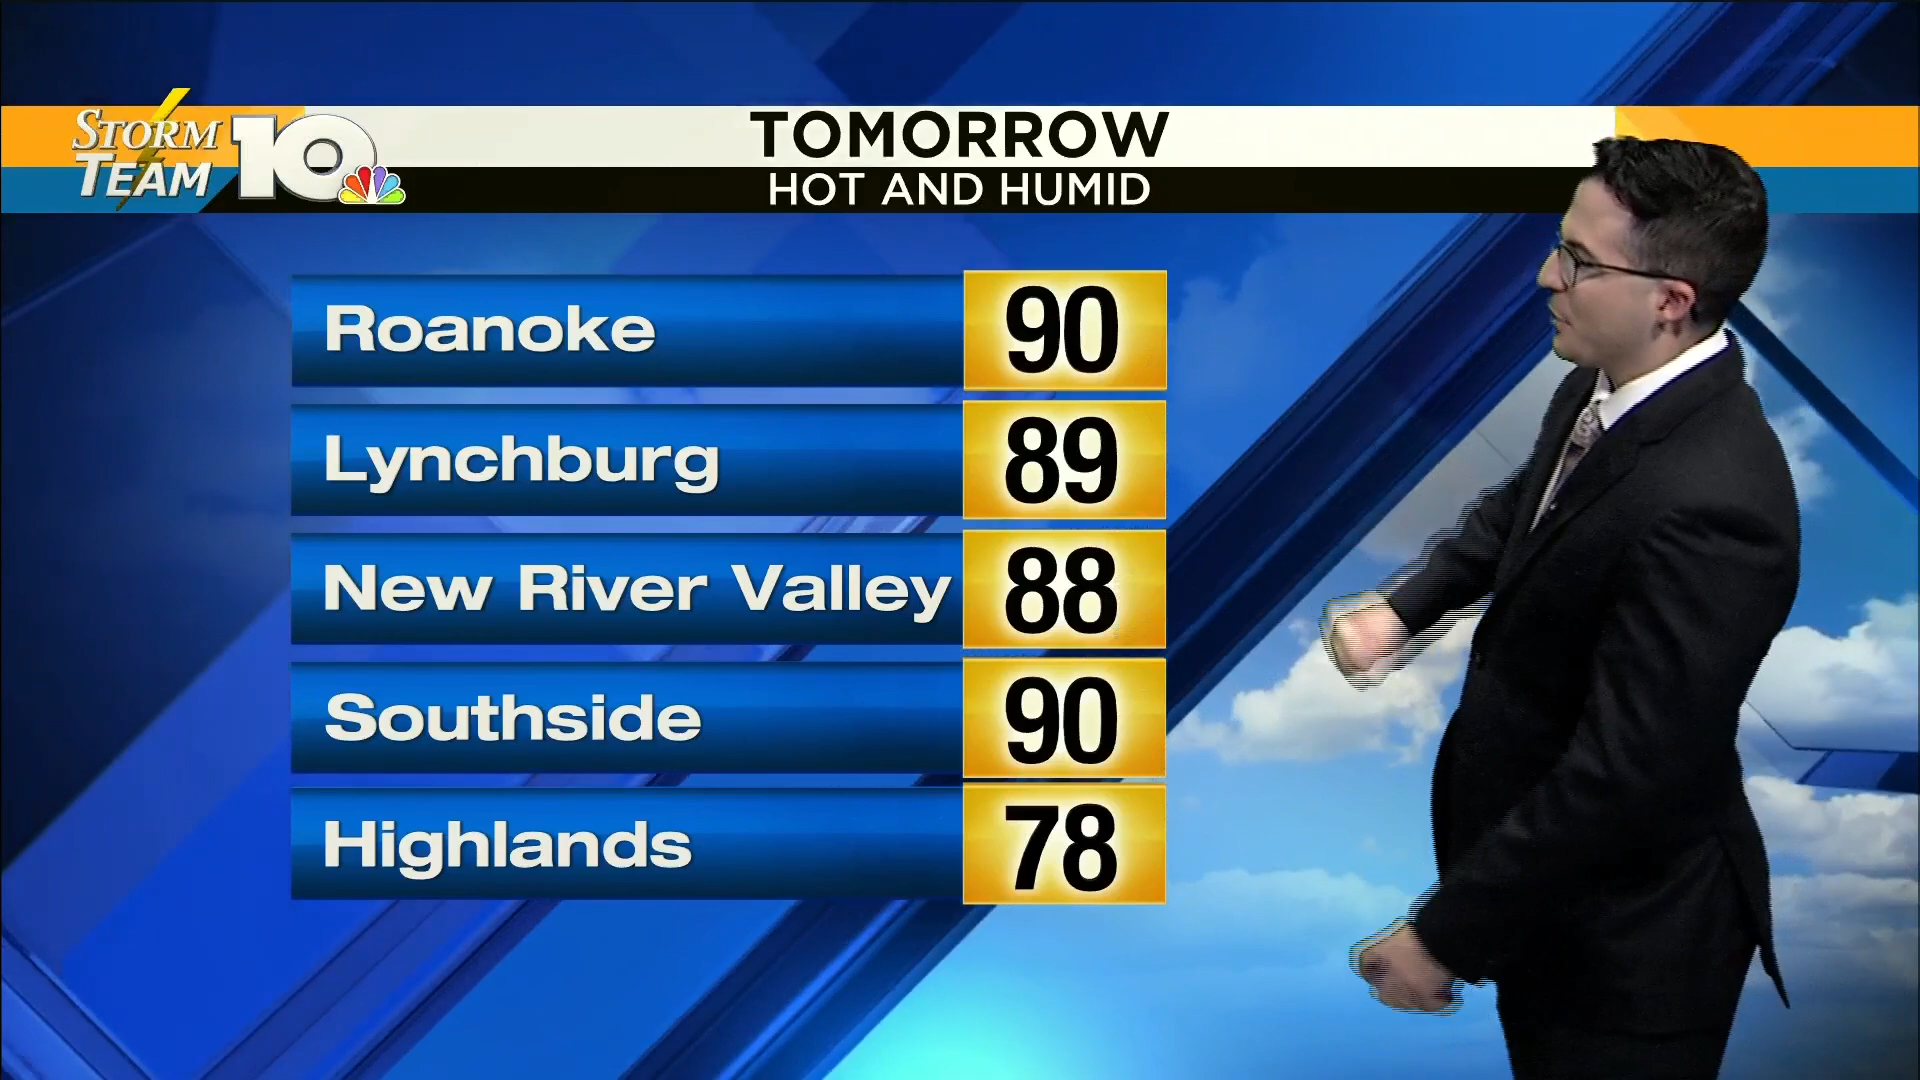 STORM
TEAM
10
TOMORROW
HOT AND HUMID
Roanoke 90
Lynchburg 89
New River Valley 88
Southside 90
Highlands 78